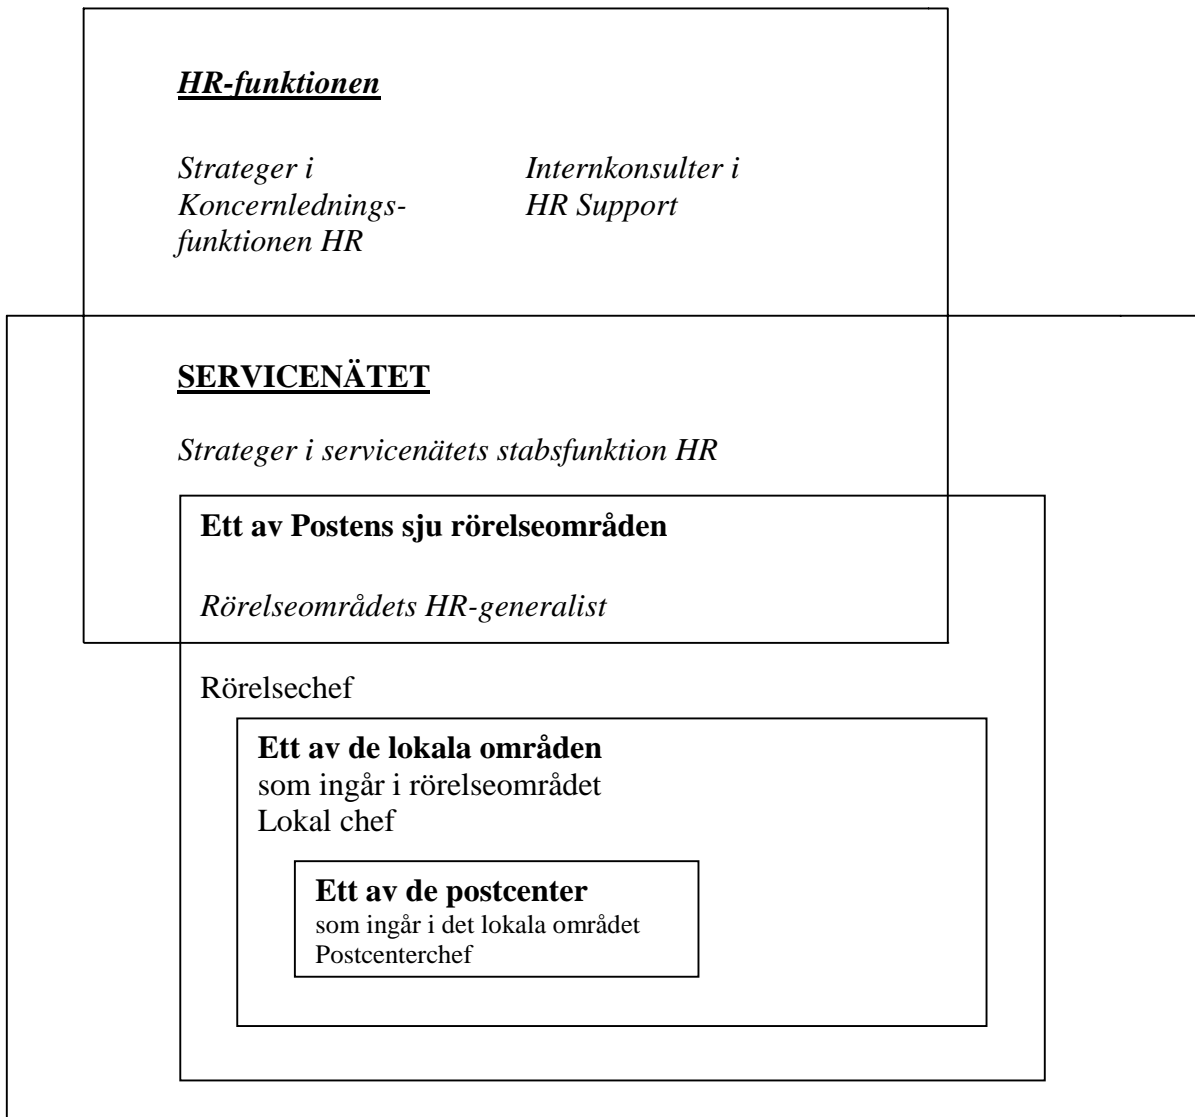 HR-funktionen
Strateger i
Koncernlednings-
funktionen HR
Internkonsulter i
HR Support
SERVICENÄTET
Strateger i servicenätets stabsfunktion HR
Ett av Postens sju rörelseområden
Rörelseområdets HR-generalist
Rörelsechef
Ett av de lokala områden
som ingår i rörelseområdet
Lokal chef
Ett av de postcenter
som ingår i det lokala området
Postcenterchef